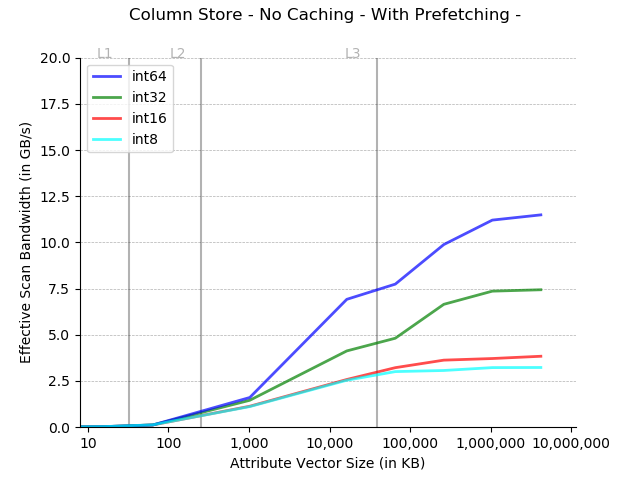 Column Store - No Caching - With Prefetching -
L1 L2 L3
int64
int32
int16
int8
20.0
17.5
15.0
12.5
10.0
7.5
5.0
2.5
0.0
Effective Scan Bandwidth (in GB/s)
10 100 1,000 10,000 100,000 1,000,000 10,000,000
Attribute Vector Size (in KB)